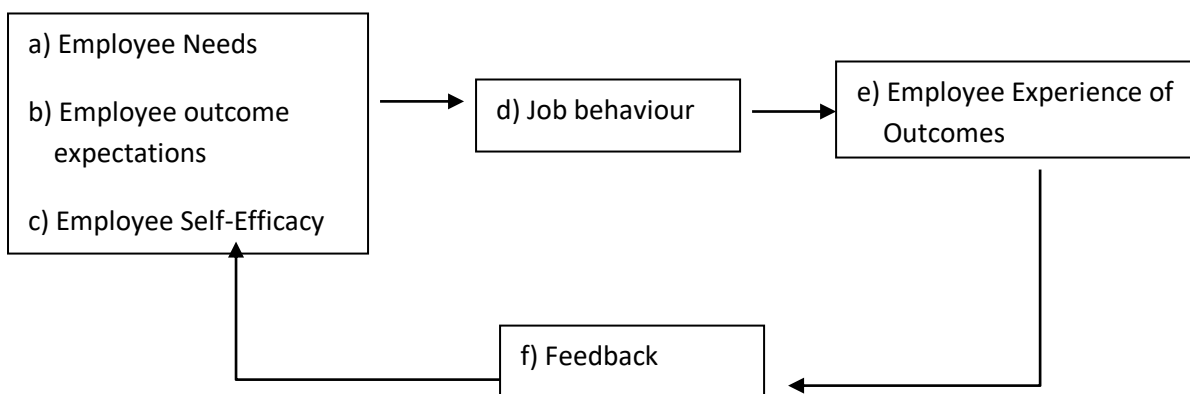 a) Employee Needs
b) Employee outcome
expectations
c) Employee Self-Efficacy
d) Job behaviour
e) Employee Experience of
Outcomes
f) Feedback